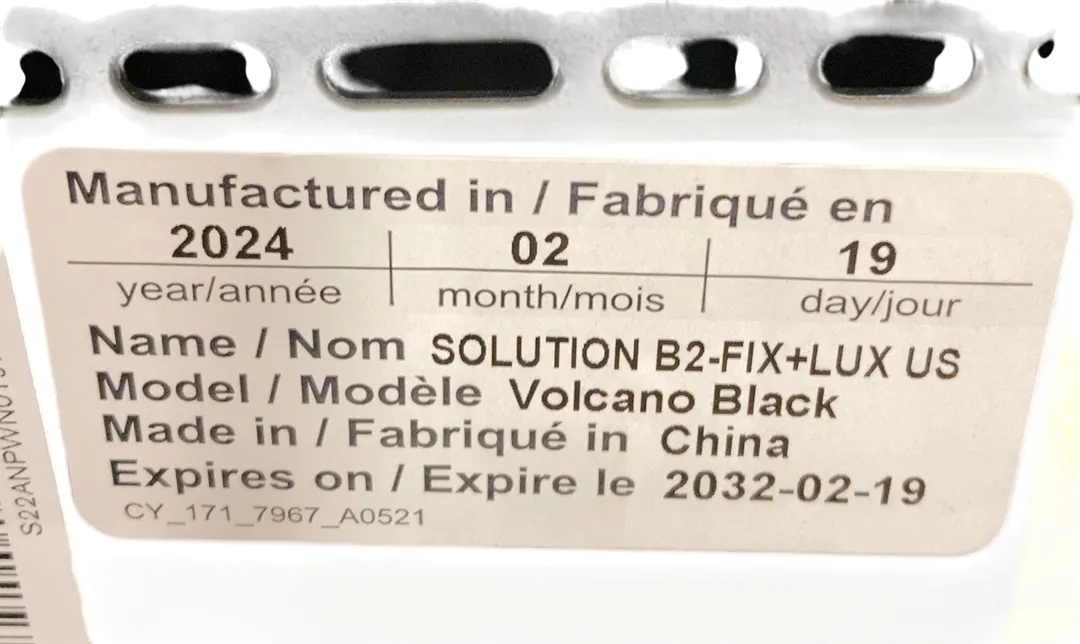 Manufactured in / Fabriqué en
2024 02 19
year/année month/mois day/jour
Name / Nom SOLUTION B2-FIX+LUX US
Model / Modèle Volcano Black
Made in / Fabriqué in China
Expires on / Expire le 2032-02-19
CY_171_7967_A0521